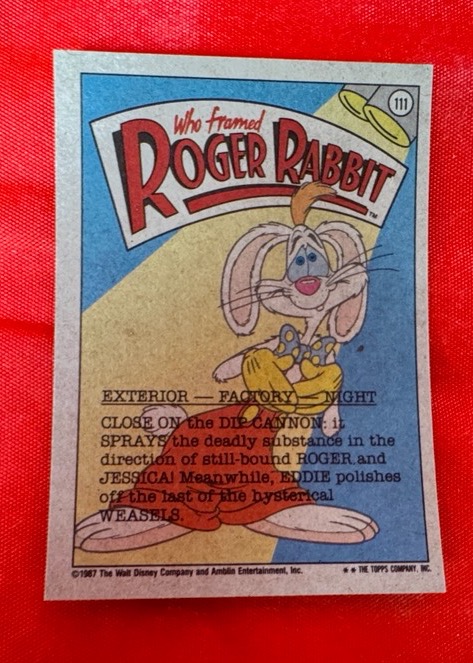 111
Who Framed
ROGER RABBIT
TM
EXTERIOR — FACTORY — NIGHT
CLOSE ON the DIP CANNON: it
SPRAYS the deadly substance in the
direction of still-bound ROGER and
JESSICA! Meanwhile, EDDIE polishes
off the last of the hysterical
WEASELS.
©1987 The Walt Disney Company and Amblin Entertainment, Inc. ** THE TOPPS COMPANY, INC.